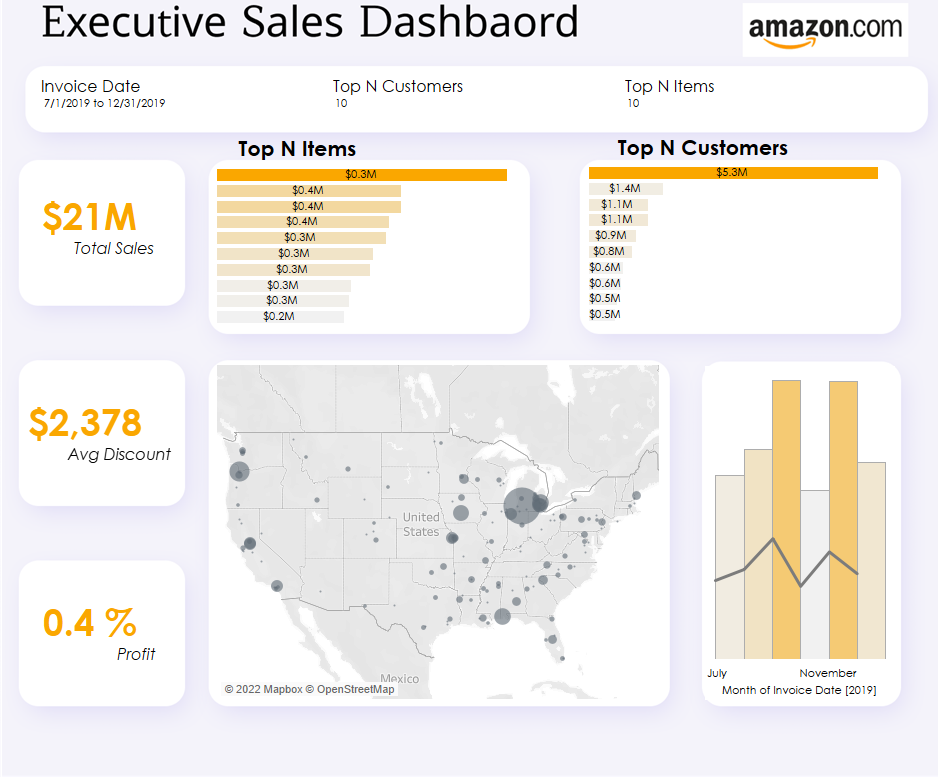 Executive Sales Dashbaord
amazon.com
Invoice Date
7/1/2019 to 12/31/2019
Top N Customers
10
Top N Items
10
Top N Items
$0.3M
$0.4M
$0.4M
$0.4M
$0.3M
$0.3M
$0.3M
$0.3M
$0.3M
$0.2M
Top N Customers
$5.3M
$1.4M
$1.1M
$1.1M
$0.9M
$0.8M
$0.6M
$0.6M
$0.5M
$0.5M
$21M
Total Sales
$2,378
Avg Discount
0.4 %
Profit
United
States
Mexico
© 2022 Mapbox © OpenStreetMap
July
November
Month of Invoice Date [2019]